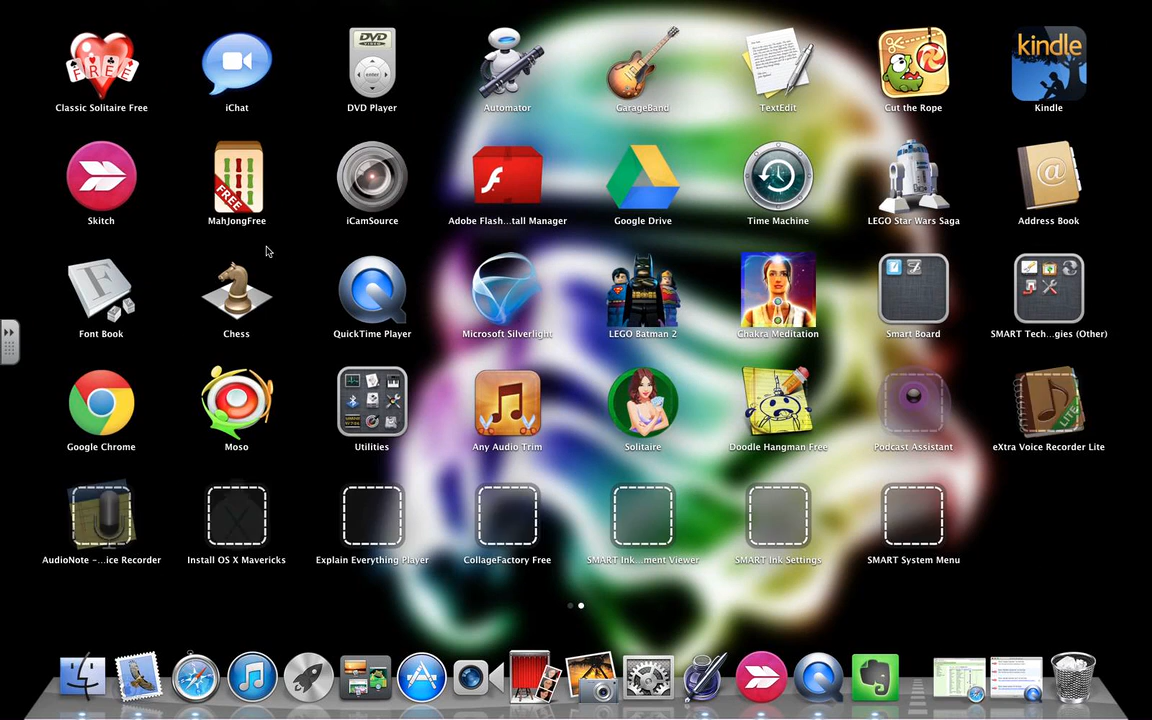 FREE
Classic Solitaire Free
iChat
DVD
VIDEO
enter
DVD Player
Automator
GarageBand
TextEdit
Cut the Rope
kindle
Kindle
Skitch
FREE
MahJongFree
iCamSource
Adobe Flash...tall Manager
Google Drive
Time Machine
LEGO Star Wars Saga
@
Address Book
F
Font Book
Chess
QuickTime Player
Microsoft Silverlight
LEGO Batman 2
Chakra Meditation
Smart Board
SMART Tech...gies (Other)
Google Chrome
Moso
Utilities
Any Audio Trim
Solitaire
Doodle Hangman Free
Podcast Assistant
LITE
eXtra Voice Recorder Lite
AudioNote -...ice Recorder
Install OS X Mavericks
Explain Everything Player
CollageFactory Free
SMART Ink...ment Viewer
SMART Ink Settings
SMART System Menu